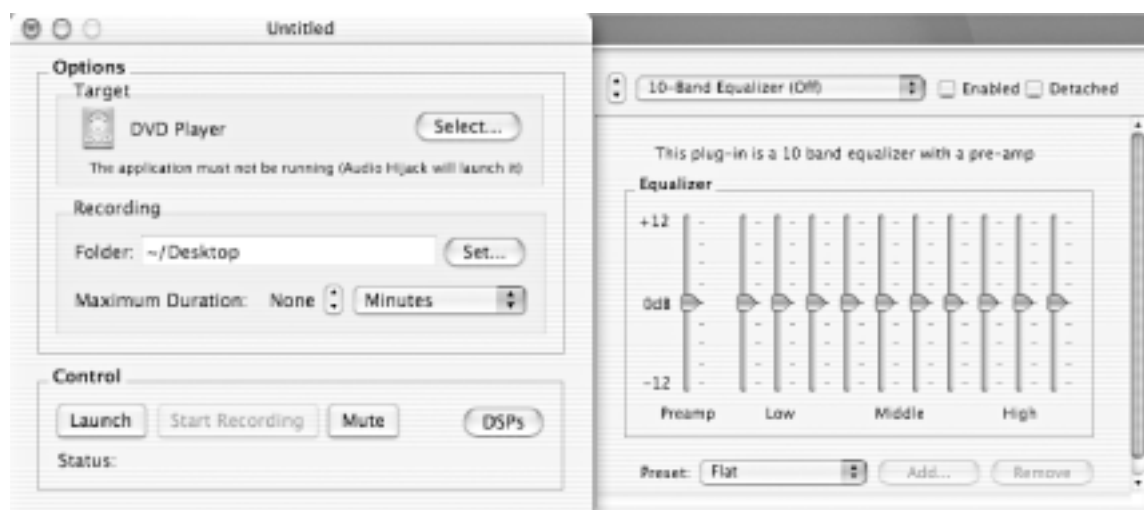 Untitled
Options
Target
DVD Player
Select...
The application must not be running (Audio Hijack will launch it)
Recording
Folder: ~/Desktop
Set...
Maximum Duration: None Minutes
Control
Launch Start Recording Mute DSPs
Status:
10-Band Equalizer (Off) Enabled Detached
This plug-in is a 10 band equalizer with a pre-amp
Equalizer
+12
0dB
-12
Preamp Low Middle High
Preset: Flat Add... Remove